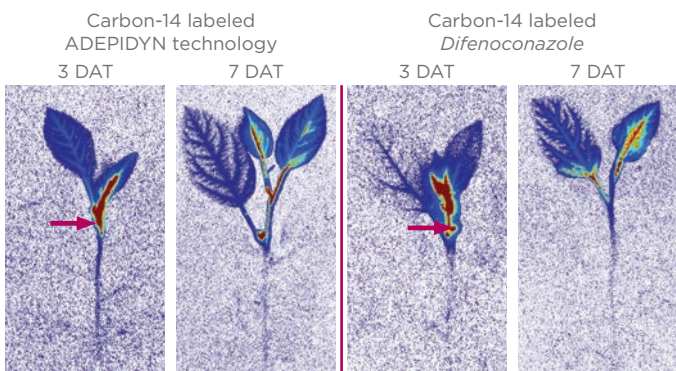 Carbon-14 labeled
ADEPIDYN technology
3 DAT
7 DAT
Carbon-14 labeled
Difenoconazole
3 DAT
7 DAT